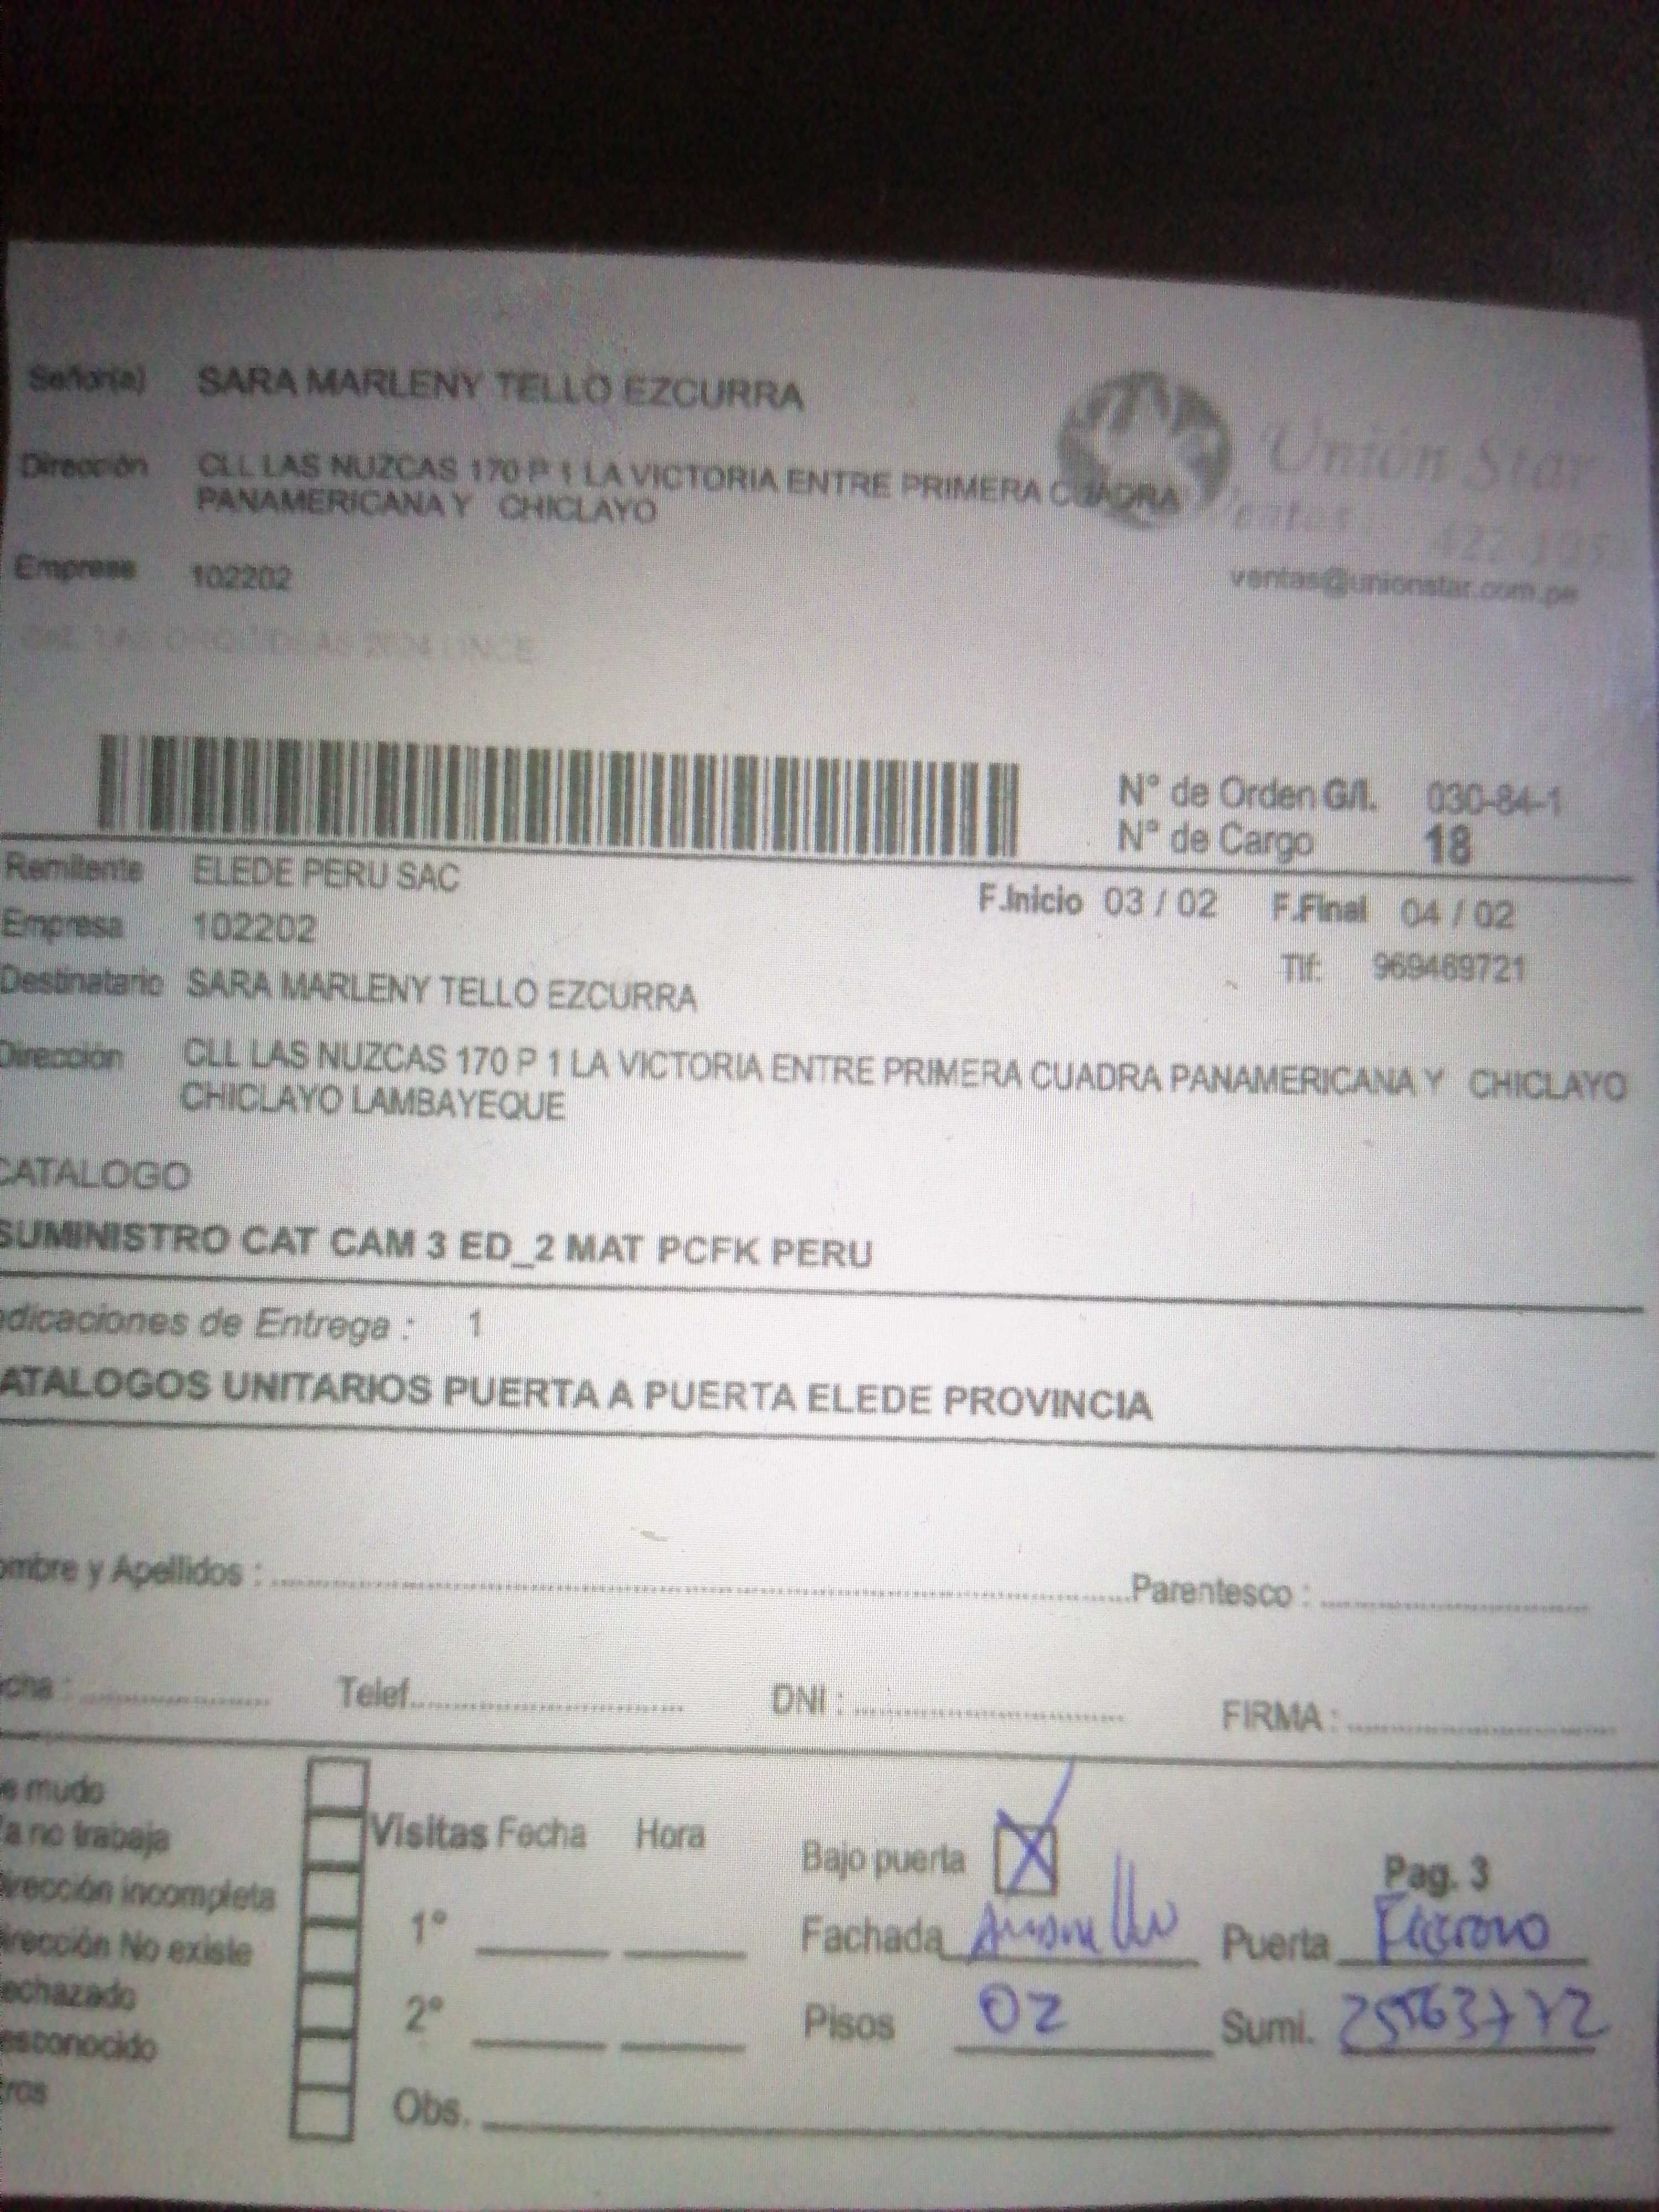 Señor(a) SARA MARLENY TELLO EZCURRA
Unión Star
Dirección CLL LAS NUZCAS 170 P 1 LA VICTORIA ENTRE PRIMERA CUADRA
PANAMERICANA Y CHICLAYO
Empresa 102202
ventas@unionstar.com.pe
N° de Orden G/I. 030-84-1
N° de Cargo 18
Remitente ELEDE PERU SAC
F.Inicio 03 / 02 F.Final 04 / 02
Empresa 102202
Tlf: 969489721
Destinatario SARA MARLENY TELLO EZCURRA
Dirección CLL LAS NUZCAS 170 P 1 LA VICTORIA ENTRE PRIMERA CUADRA PANAMERICANA Y CHICLAYO
CHICLAYO LAMBAYEQUE
CATALOGO
SUMINISTRO CAT CAM 3 ED_2 MAT PCFK PERU
dicaciones de Entrega : 1
ATALOGOS UNITARIOS PUERTA A PUERTA ELEDE PROVINCIA
ombre y Apellidos : Parentesco :
cha : Telef. DNI : FIRMA :
e mudo
a no trabaja
Visitas Fecha Hora
Bajo puerta X
Pag. 3
irección incompleta
1°
Fachada Puerta
irección No existe
echazado
2°
Pisos 02 Sumi.
esconocido
ros
Obs.